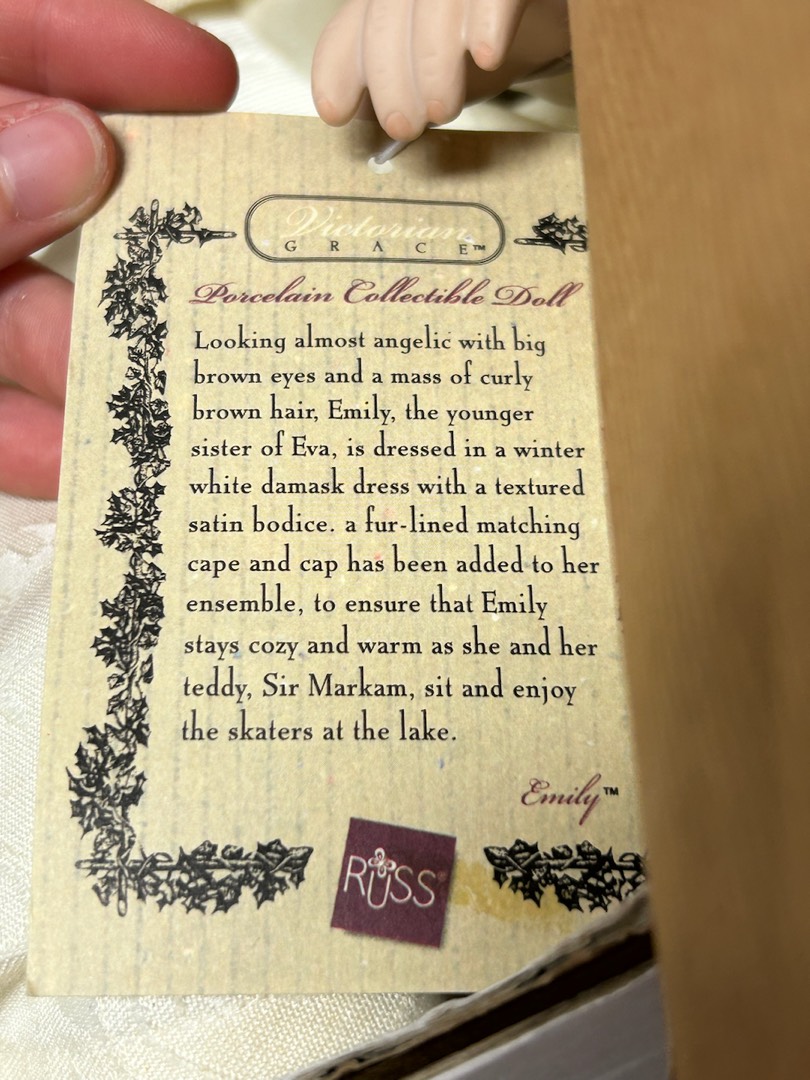 Victorian
GRACE™
Porcelain Collectible Doll
Looking almost angelic with big
brown eyes and a mass of curly
brown hair, Emily, the younger
sister of Eva, is dressed in a winter
white damask dress with a textured
satin bodice. a fur-lined matching
cape and cap has been added to her
ensemble, to ensure that Emily
stays cozy and warm as she and her
teddy, Sir Markam, sit and enjoy
the skaters at the lake.
Emily™
RUSS®